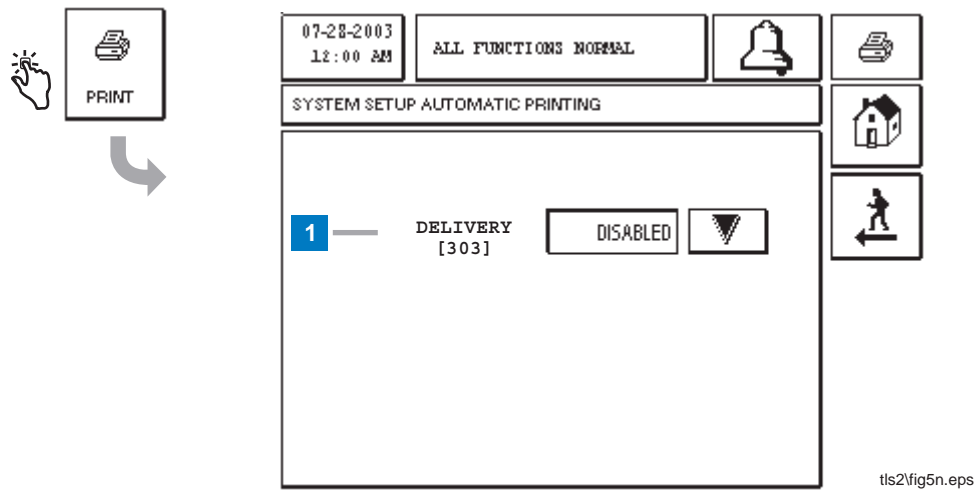 PRINT
07-28-2003
12:00 AM
ALL FUNCTIONS NORMAL
SYSTEM SETUP AUTOMATIC PRINTING
1
DELIVERY
[303]
DISABLED
tls2\fig5n.eps